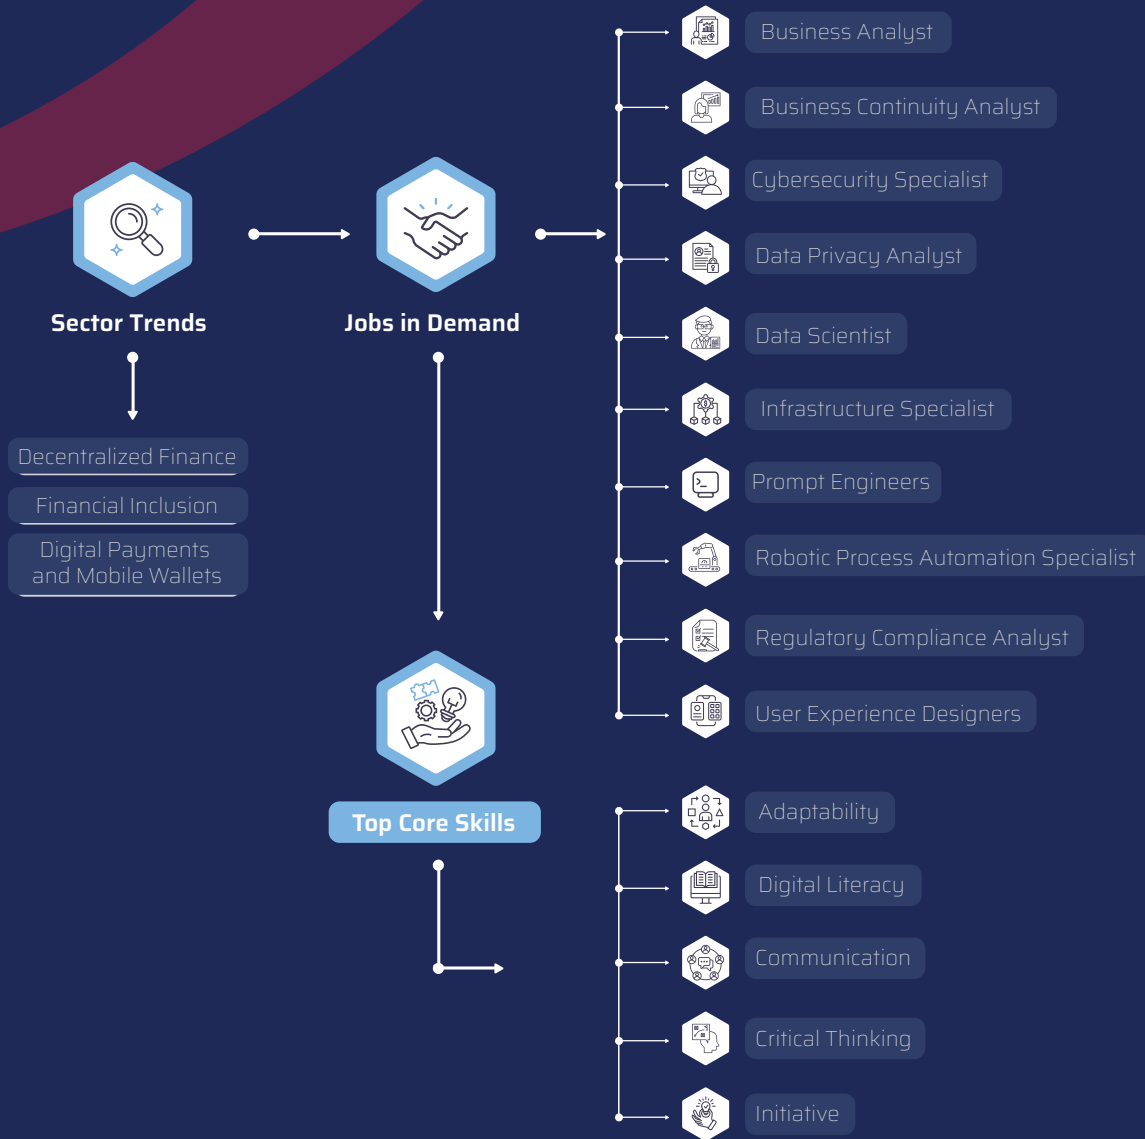 Sector Trends
Decentralized Finance
Financial Inclusion
Digital Payments
and Mobile Wallets
Jobs in Demand
Business Analyst
Business Continuity Analyst
Cybersecurity Specialist
Data Privacy Analyst
Data Scientist
Infrastructure Specialist
Prompt Engineers
Robotic Process Automation Specialist
Regulatory Compliance Analyst
User Experience Designers
Top Core Skills
Adaptability
Digital Literacy
Communication
Critical Thinking
Initiative